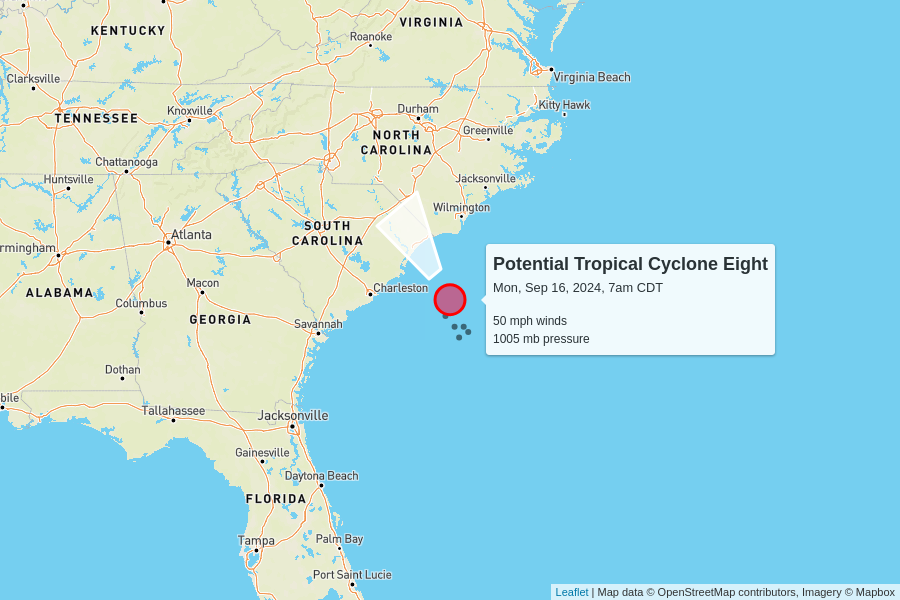 VIRGINIA
KENTUCKY
Roanoke
Clarksville
Virginia Beach
Kitty Hawk
Knoxville
Durham
TENNESSEE
NORTH
CAROLINA
Greenville
Chattanooga
Huntsville
Jacksonville
Wilmington
SOUTH
CAROLINA
Atlanta
rmingham
Potential Tropical Cyclone Eight
Mon, Sep 16, 2024, 7am CDT
50 mph winds
1005 mb pressure
Macon
Charleston
ALABAMA
Columbus
GEORGIA
Savannah
Dothan
bile
Tallahassee
Jacksonville
Gainesville
Daytona Beach
FLORIDA
Tampa
Palm Bay
Port Saint Lucie
Leaflet | Map data © OpenStreetMap contributors, Imagery © Mapbox